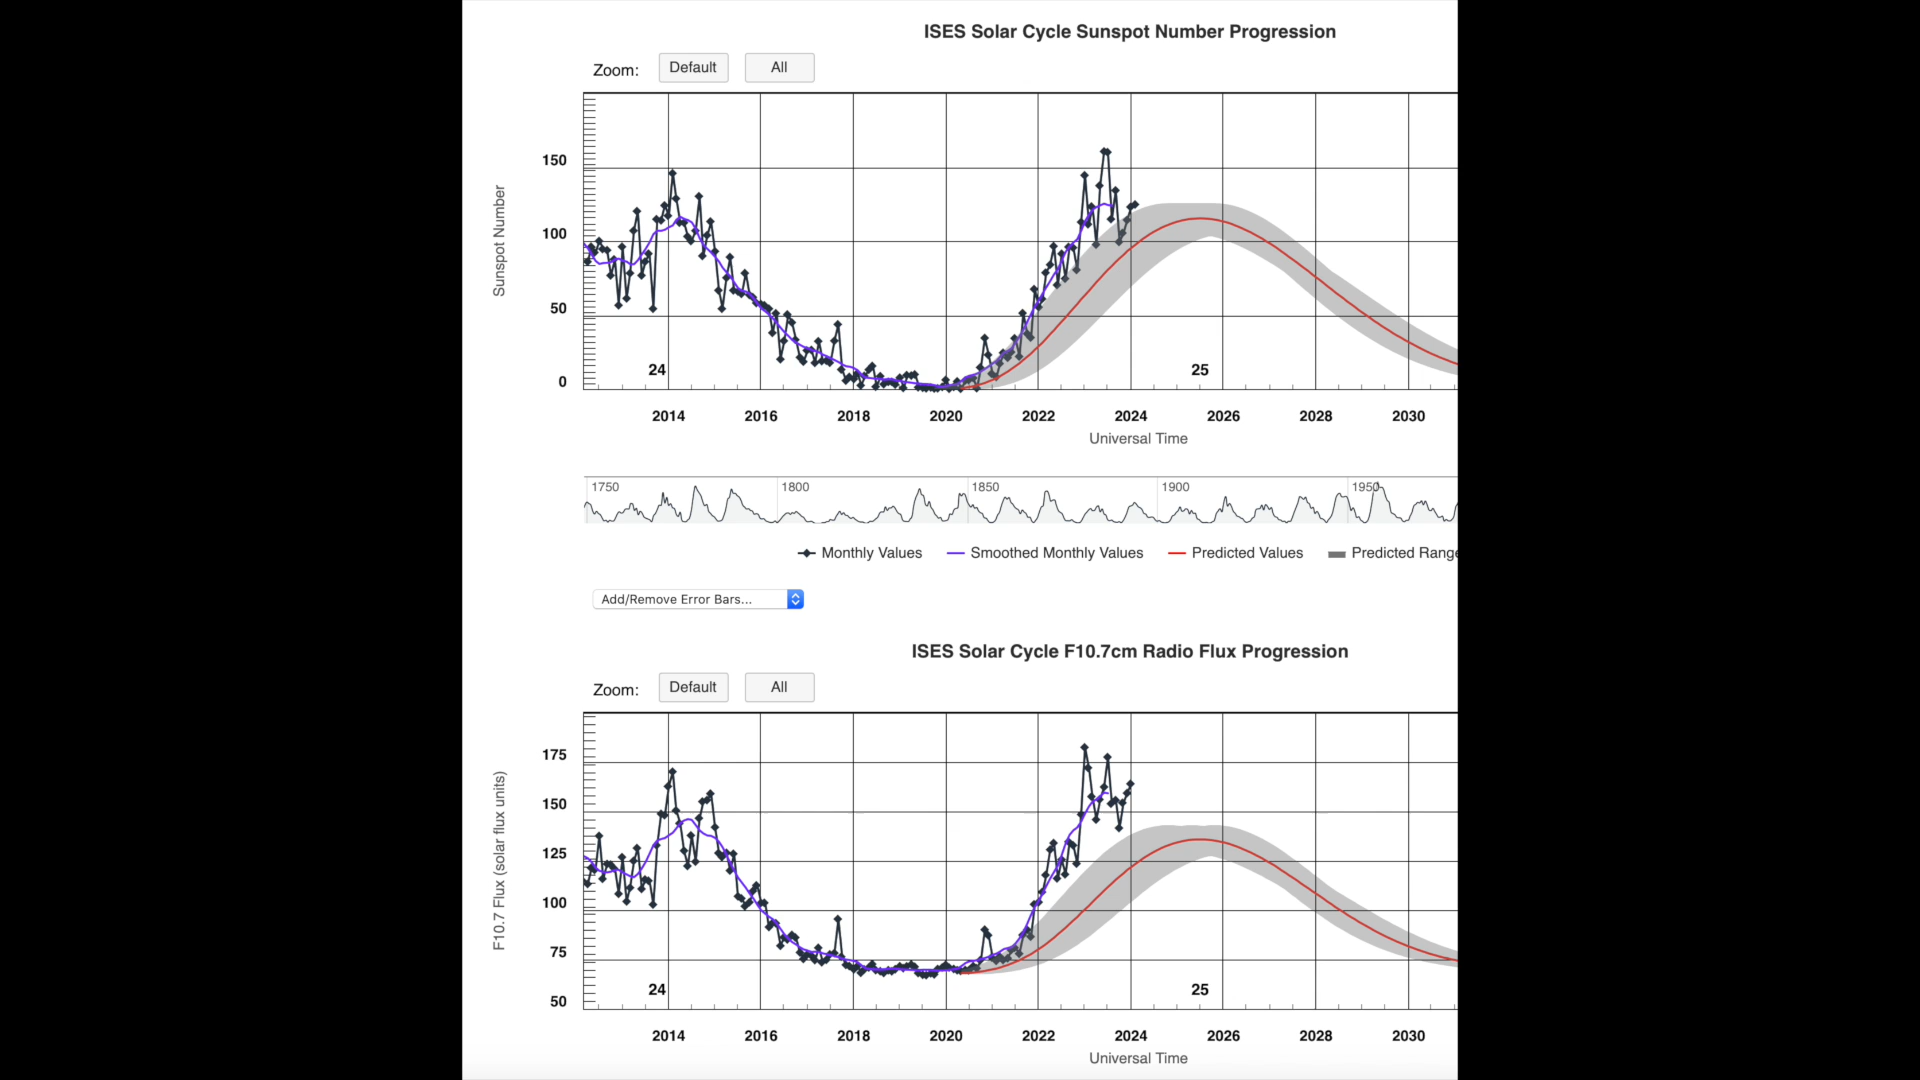 ISES Solar Cycle Sunspot Number Progression
Zoom: Default All
150
100
50
0
Sunspot Number
24 25
2014 2016 2018 2020 2022 2024 2026 2028 2030
Universal Time
1750 1800 1850 1900 1950
Monthly Values Smoothed Monthly Values Predicted Values Predicted Range
Add/Remove Error Bars...
ISES Solar Cycle F10.7cm Radio Flux Progression
Zoom: Default All
175
150
125
100
75
50
F10.7 Flux (solar flux units)
24 25
2014 2016 2018 2020 2022 2024 2026 2028 2030
Universal Time